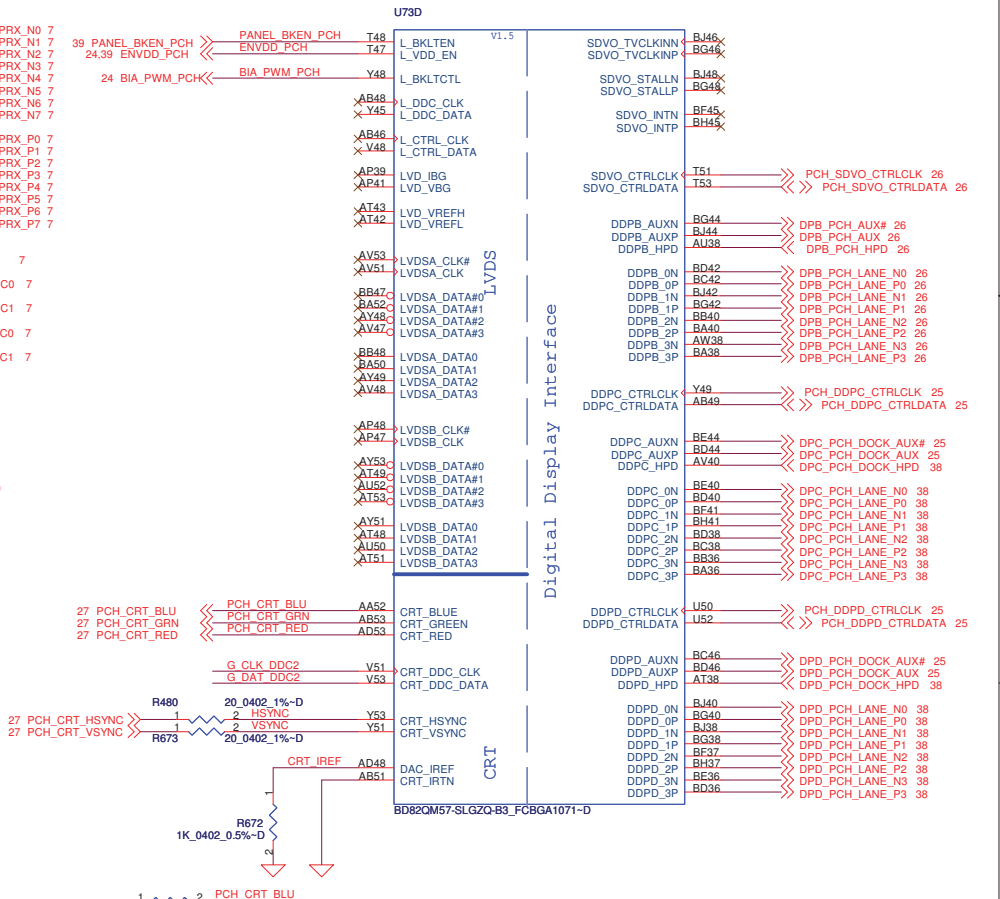 U73D
PRX_N0 7
PRX_N1 7
PRX_N2 7
PRX_N3 7
PRX_N4 7
PRX_N5 7
PRX_N6 7
PRX_N7 7
PRX_P0 7
PRX_P1 7
PRX_P2 7
PRX_P3 7
PRX_P4 7
PRX_P5 7
PRX_P6 7
PRX_P7 7
7
C0 7
C1 7
C0 7
C1 7
39 PANEL_BKEN_PCH PANEL_BKEN_PCH T48 L_BKLTEN
24,39 ENVDD_PCH ENVDD_PCH T47 L_VDD_EN
24 BIA_PWM_PCH BIA_PWM_PCH Y48 L_BKLTCTL
AB48 L_DDC_CLK
Y45 L_DDC_DATA
AB46 L_CTRL_CLK
V48 L_CTRL_DATA
AP39 LVD_IBG
AP41 LVD_VBG
AT43 LVD_VREFH
AT42 LVD_VREFL
AV53 LVDSA_CLK#
AV51 LVDSA_CLK
BB47 LVDSA_DATA#0
BA52 LVDSA_DATA#1
AY48 LVDSA_DATA#2
AV47 LVDSA_DATA#3
BB48 LVDSA_DATA0
BA50 LVDSA_DATA1
AY49 LVDSA_DATA2
AV48 LVDSA_DATA3
AP48 LVDSB_CLK#
AP47 LVDSB_CLK
AY53 LVDSB_DATA#0
AT49 LVDSB_DATA#1
AU52 LVDSB_DATA#2
AT53 LVDSB_DATA#3
AY51 LVDSB_DATA0
AT48 LVDSB_DATA1
AU50 LVDSB_DATA2
AT51 LVDSB_DATA3
27 PCH_CRT_BLU PCH_CRT_BLU AA52 CRT_BLUE
27 PCH_CRT_GRN PCH_CRT_GRN AB53 CRT_GREEN
27 PCH_CRT_RED PCH_CRT_RED AD53 CRT_RED
G_CLK_DDC2 V51 CRT_DDC_CLK
G_DAT_DDC2 V53 CRT_DDC_DATA
R480 20_0402_1%~D
27 PCH_CRT_HSYNC 1 2 HSYNC Y53 CRT_HSYNC
27 PCH_CRT_VSYNC 1 2 VSYNC Y51 CRT_VSYNC
R673 20_0402_1%~D
CRT_IREF AD48 DAC_IREF
AB51 CRT_IRTN
1
R672
1K_0402_0.5%~D
2
V1.5
LVDS
Digital Display Interface
CRT
SDVO_TVCLKINN BJ46
SDVO_TVCLKINP BG46
SDVO_STALLN BJ48
SDVO_STALLP BG48
SDVO_INTN BF45
SDVO_INTP BH45
SDVO_CTRLCLK T51 PCH_SDVO_CTRLCLK 26
SDVO_CTRLDATA T53 PCH_SDVO_CTRLDATA 26
DDPB_AUXN BG44 DPB_PCH_AUX# 26
DDPB_AUXP BJ44 DPB_PCH_AUX 26
DDPB_HPD AU38 DPB_PCH_HPD 26
DDPB_0N BD42 DPB_PCH_LANE_N0 26
DDPB_0P BC42 DPB_PCH_LANE_P0 26
DDPB_1N BJ42 DPB_PCH_LANE_N1 26
DDPB_1P BG42 DPB_PCH_LANE_P1 26
DDPB_2N BB40 DPB_PCH_LANE_N2 26
DDPB_2P BA40 DPB_PCH_LANE_P2 26
DDPB_3N AW38 DPB_PCH_LANE_N3 26
DDPB_3P BA38 DPB_PCH_LANE_P3 26
DDPC_CTRLCLK Y49 PCH_DDPC_CTRLCLK 25
DDPC_CTRLDATA AB49 PCH_DDPC_CTRLDATA 25
DDPC_AUXN BE44 DPC_PCH_DOCK_AUX# 25
DDPC_AUXP BD44 DPC_PCH_DOCK_AUX 25
DDPC_HPD AV40 DPC_PCH_DOCK_HPD 38
DDPC_0N BE40 DPC_PCH_LANE_N0 38
DDPC_0P BD40 DPC_PCH_LANE_P0 38
DDPC_1N BF41 DPC_PCH_LANE_N1 38
DDPC_1P BH41 DPC_PCH_LANE_P1 38
DDPC_2N BD38 DPC_PCH_LANE_N2 38
DDPC_2P BC38 DPC_PCH_LANE_P2 38
DDPC_3N BB36 DPC_PCH_LANE_N3 38
DDPC_3P BA36 DPC_PCH_LANE_P3 38
DDPD_CTRLCLK U50 PCH_DDPD_CTRLCLK 25
DDPD_CTRLDATA U52 PCH_DDPD_CTRLDATA 25
DDPD_AUXN BC46 DPD_PCH_DOCK_AUX# 25
DDPD_AUXP BD46 DPD_PCH_DOCK_AUX 25
DDPD_HPD AT38 DPD_PCH_DOCK_HPD 38
DDPD_0N BJ40 DPD_PCH_LANE_N0 38
DDPD_0P BG40 DPD_PCH_LANE_P0 38
DDPD_1N BJ38 DPD_PCH_LANE_N1 38
DDPD_1P BG38 DPD_PCH_LANE_P1 38
DDPD_2N BF37 DPD_PCH_LANE_N2 38
DDPD_2P BH37 DPD_PCH_LANE_P2 38
DDPD_3N BE36 DPD_PCH_LANE_N3 38
DDPD_3P BD36 DPD_PCH_LANE_P3 38
BD82QM57-SLGZQ-B3_FCBGA1071~D
1 2 PCH_CRT_BLU